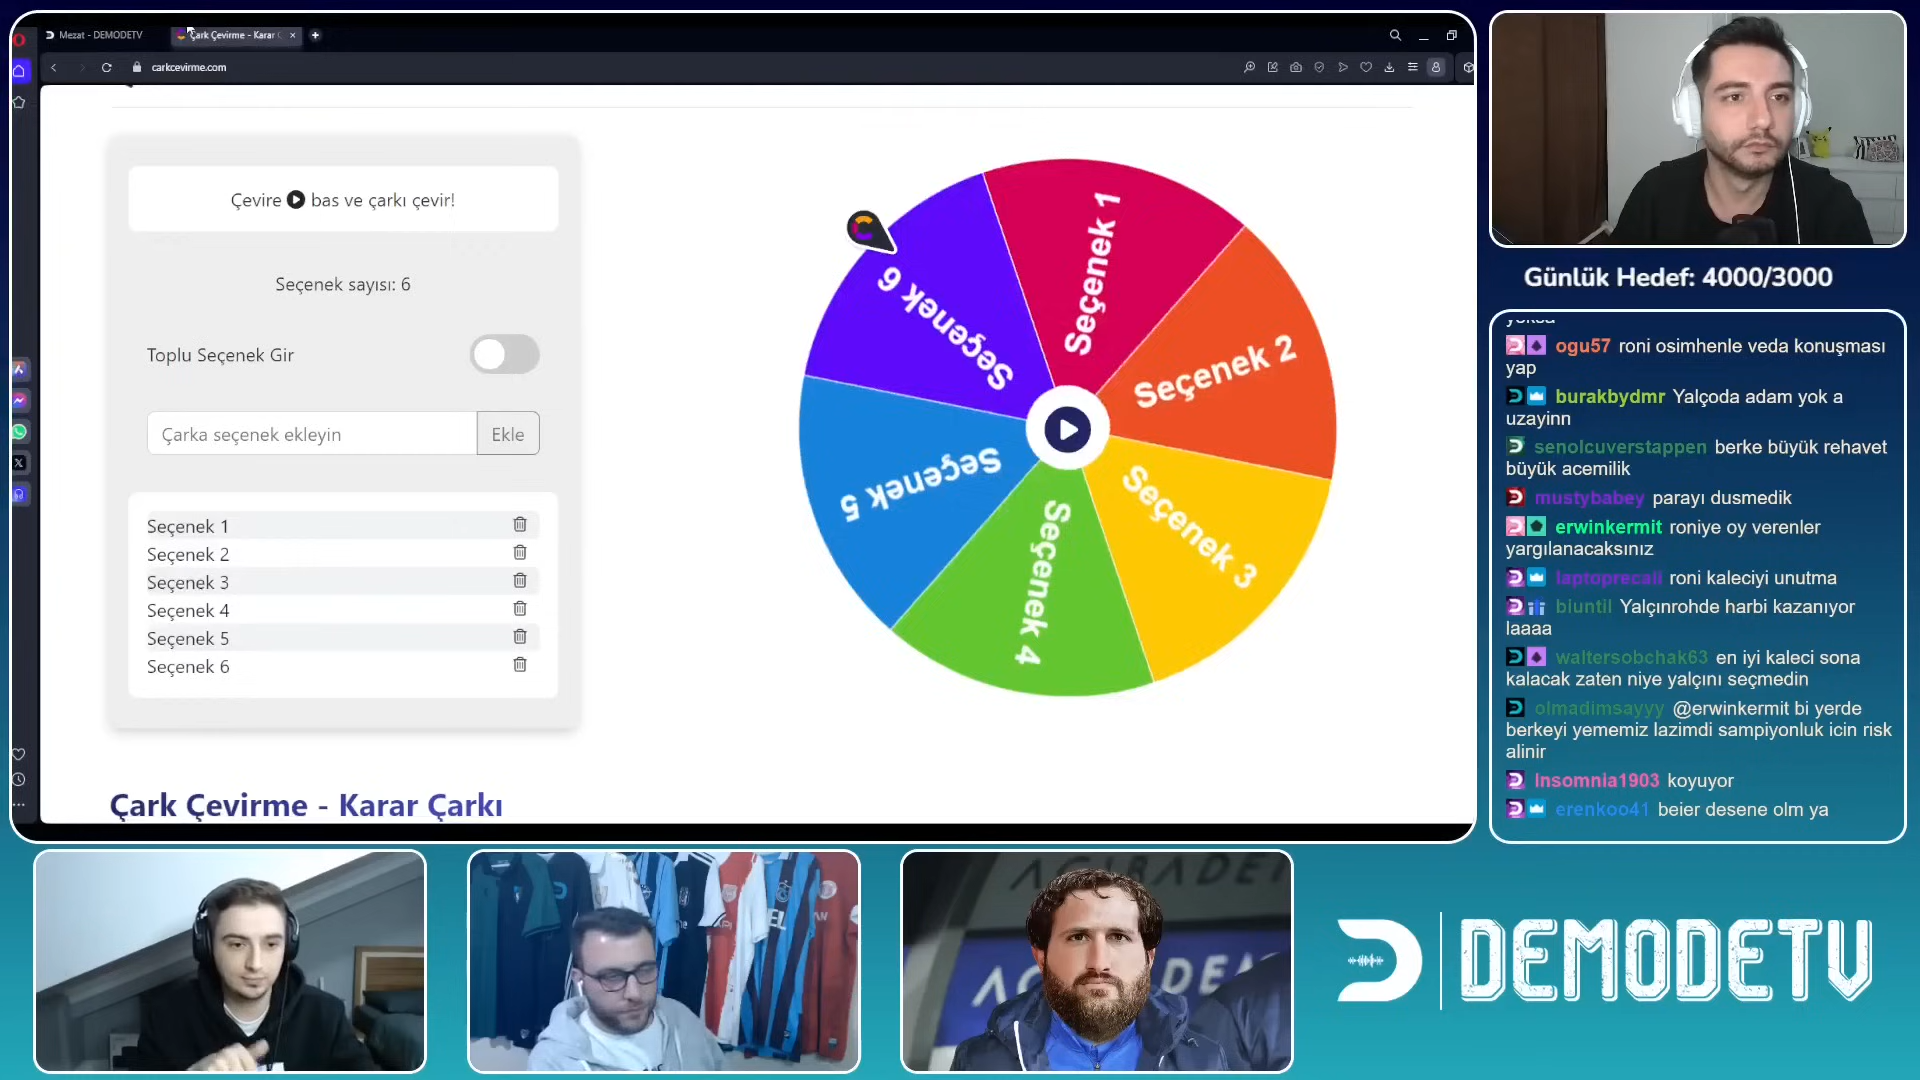 Mezat - DEMODETV
Çark Çevirme - Karar Ç
carkcevirme.com
Çevire bas ve çarkı çevir!
Seçenek sayısı: 6
Toplu Seçenek Gir
Çarka seçenek ekleyin
Ekle
Seçenek 1
Seçenek 2
Seçenek 3
Seçenek 4
Seçenek 5
Seçenek 6
Seçenek 1
Seçenek 2
Seçenek 3
Seçenek 4
Seçenek 5
Seçenek 6
Çark Çevirme - Karar Çarkı
Günlük Hedef: 4000/3000
yoksa
ogu57 roni osimhenle veda konuşması
yap
burakbydmr Yalçoda adam yok a
uzayinn
senolcuverstappen berke büyük rehavet
büyük acemilik
mustybabey parayı dusmedik
erwinkermit roniye oy verenler
yargılanacaksınız
laptoprecall roni kaleciyi unutma
biuntil Yalçınrohde harbi kazanıyor
laaaa
waltersobchak63 en iyi kaleci sona
kalacak zaten niye yalçını seçmedin
olmadimsayyy @erwinkermit bi yerde
berkeyi yememiz lazimdi sampiyonluk icin risk
alinir
Insomnia1903 koyuyor
erenkoo41 beier desene olm ya
ACIBADEM
DEMODETV